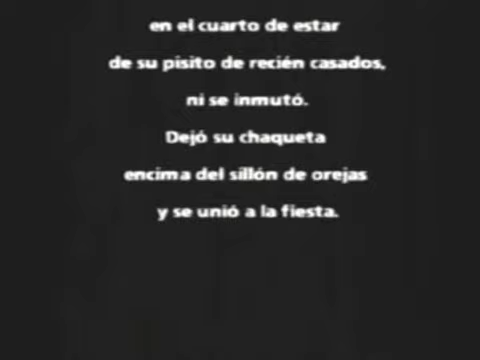 en el cuarto de estar
de su pisito de recién casados,
ni se inmutó.
Dejó su chaqueta
encima del sillón de orejas
y se unió a la fiesta.